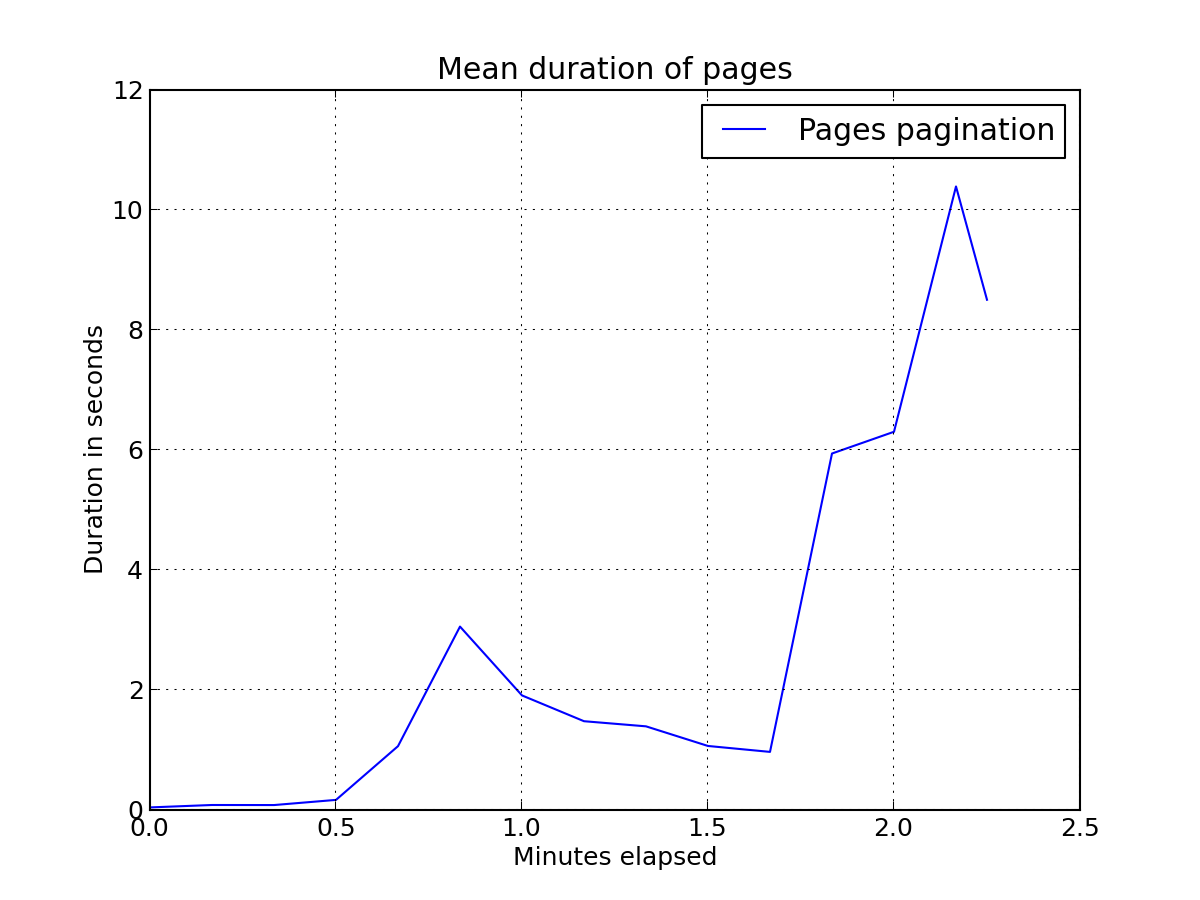 Mean duration of pages
Pages pagination
12
10
8
6
4
2
0
Duration in seconds
0.0 0.5 1.0 1.5 2.0 2.5
Minutes elapsed